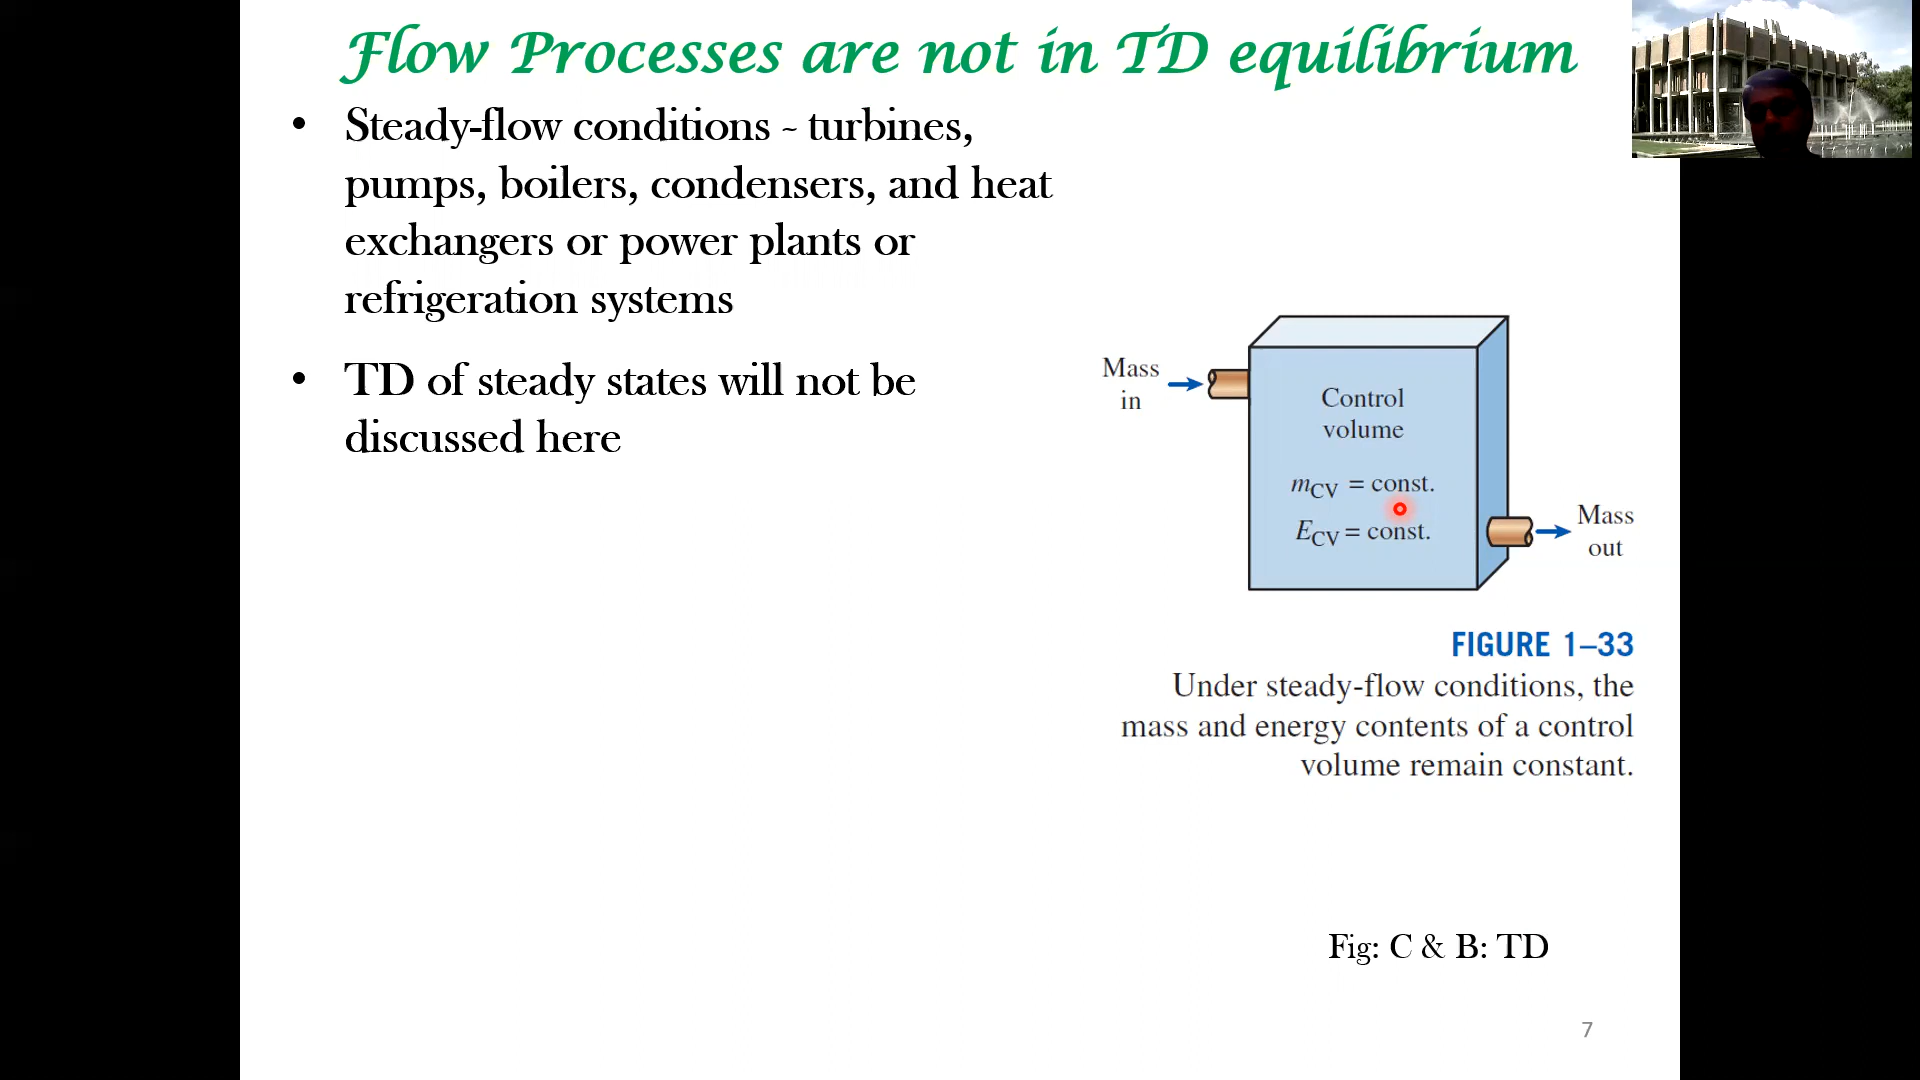 Flow Processes are not in TD equilibrium
• Steady-flow conditions - turbines,
pumps, boilers, condensers, and heat
exchangers or power plants or
refrigeration systems
• TD of steady states will not be
discussed here
Mass
in
Control
volume
mCV = const.
ECV = const.
Mass
out
FIGURE 1–33
Under steady-flow conditions, the
mass and energy contents of a control
volume remain constant.
Fig: C & B: TD
7